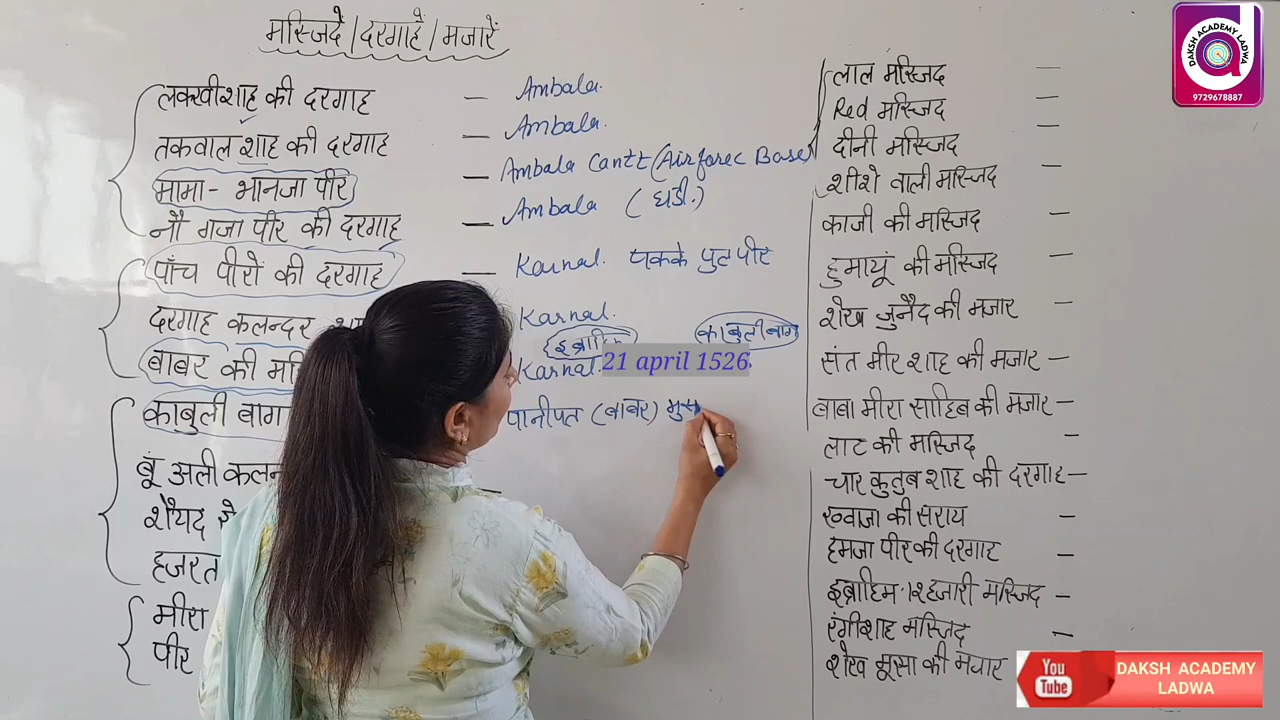 मस्जिदें/दरगाहें/मजारें
लक्खीशाह की दरगाह — Ambala.
तकवाल शाह की दरगाह — Ambala.
मामा - भानजा पीर — Ambala Cantt (Airforec Base)
नौ गजा पीर की दरगाह — Ambala (घडी.)
पाँच पीरों की दरगाह — Karnal. पक्के पुल पीर
दरगाह कलन्दर Karnal.
इब्राहिम काबुली बाग
बाबर की Karnal. 21 april 1526.
काबुली बाग पानीपत (बाबर)
बूं अली
शैयद
हजरत
मीरा
पीर
लाल मस्जिद —
Red मस्जिद —
दीनी मस्जिद —
शीशे वाली मस्जिद —
काजी की मस्जिद —
हुमायूं की मस्जिद —
शेख जुनैद की मजार —
संत मीर शाह की मजार —
बाबा मीरा साहिब की मजार —
लाट की मस्जिद —
चार कुतुब शाह की दरगाह —
ख्वाजा की सराय —
हमजा पीर की दरगाह —
इब्राहिम 12हजारी मस्जिद —
रंगीशाह मस्जिद —
शेख मूसा की मजार
DAKSH ACADEMY LADWA
9729678887
You Tube
DAKSH ACADEMY
LADWA